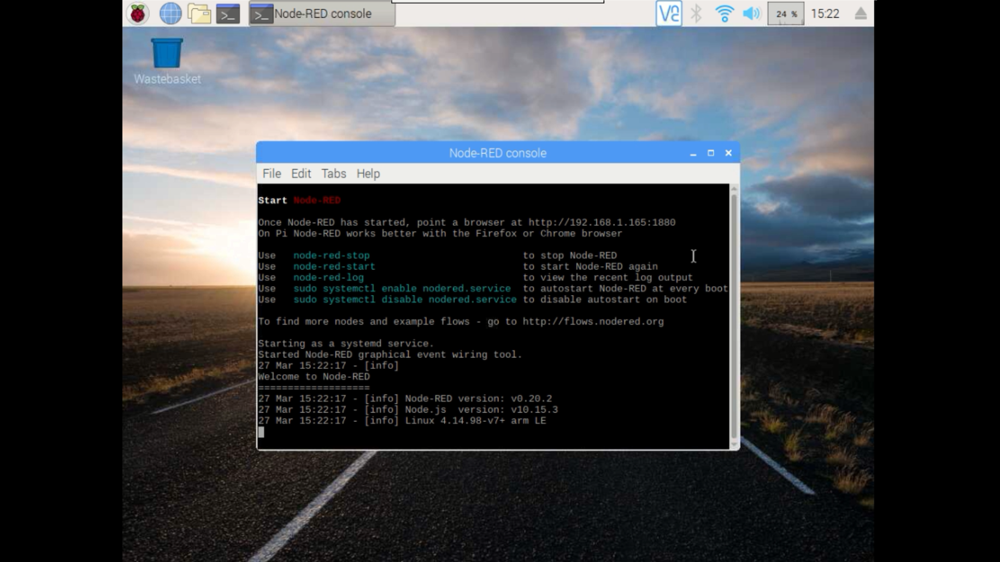 >_ >_ Node-RED console VNC 24 % 15:22
Wastebasket
Node-RED console
File Edit Tabs Help
Start Node-RED
Once Node-RED has started, point a browser at http://192.168.1.165:1880
On Pi Node-RED works better with the Firefox or Chrome browser
Use node-red-stop to stop Node-RED
Use node-red-start to start Node-RED again
Use node-red-log to view the recent log output
Use sudo systemctl enable nodered.service to autostart Node-RED at every boot
Use sudo systemctl disable nodered.service to disable autostart on boot
To find more nodes and example flows - go to http://flows.nodered.org
Starting as a systemd service.
Started Node-RED graphical event wiring tool.
27 Mar 15:22:17 - [info]
Welcome to Node-RED
===================
27 Mar 15:22:17 - [info] Node-RED version: v0.20.2
27 Mar 15:22:17 - [info] Node.js version: v10.15.3
27 Mar 15:22:17 - [info] Linux 4.14.98-v7+ arm LE